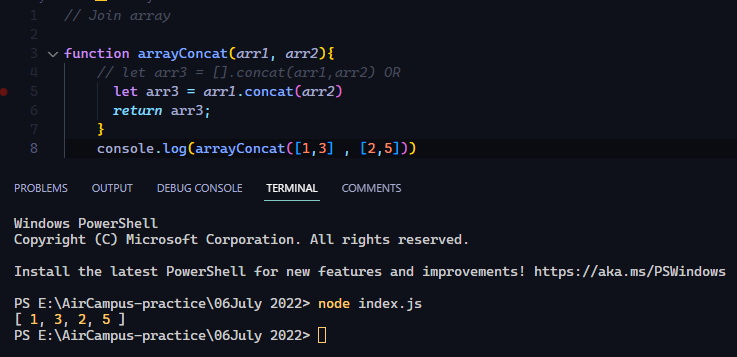 1 // Join array
2
3 function arrayConcat(arr1, arr2){
4 // let arr3 = [].concat(arr1,arr2) OR
5 let arr3 = arr1.concat(arr2)
6 return arr3;
7 }
8 console.log(arrayConcat([1,3] , [2,5]))
PROBLEMS OUTPUT DEBUG CONSOLE TERMINAL COMMENTS
Windows PowerShell
Copyright (C) Microsoft Corporation. All rights reserved.
Install the latest PowerShell for new features and improvements! https://aka.ms/PSWindows
PS E:\AirCampus-practice\06July 2022> node index.js
[ 1, 3, 2, 5 ]
PS E:\AirCampus-practice\06July 2022>